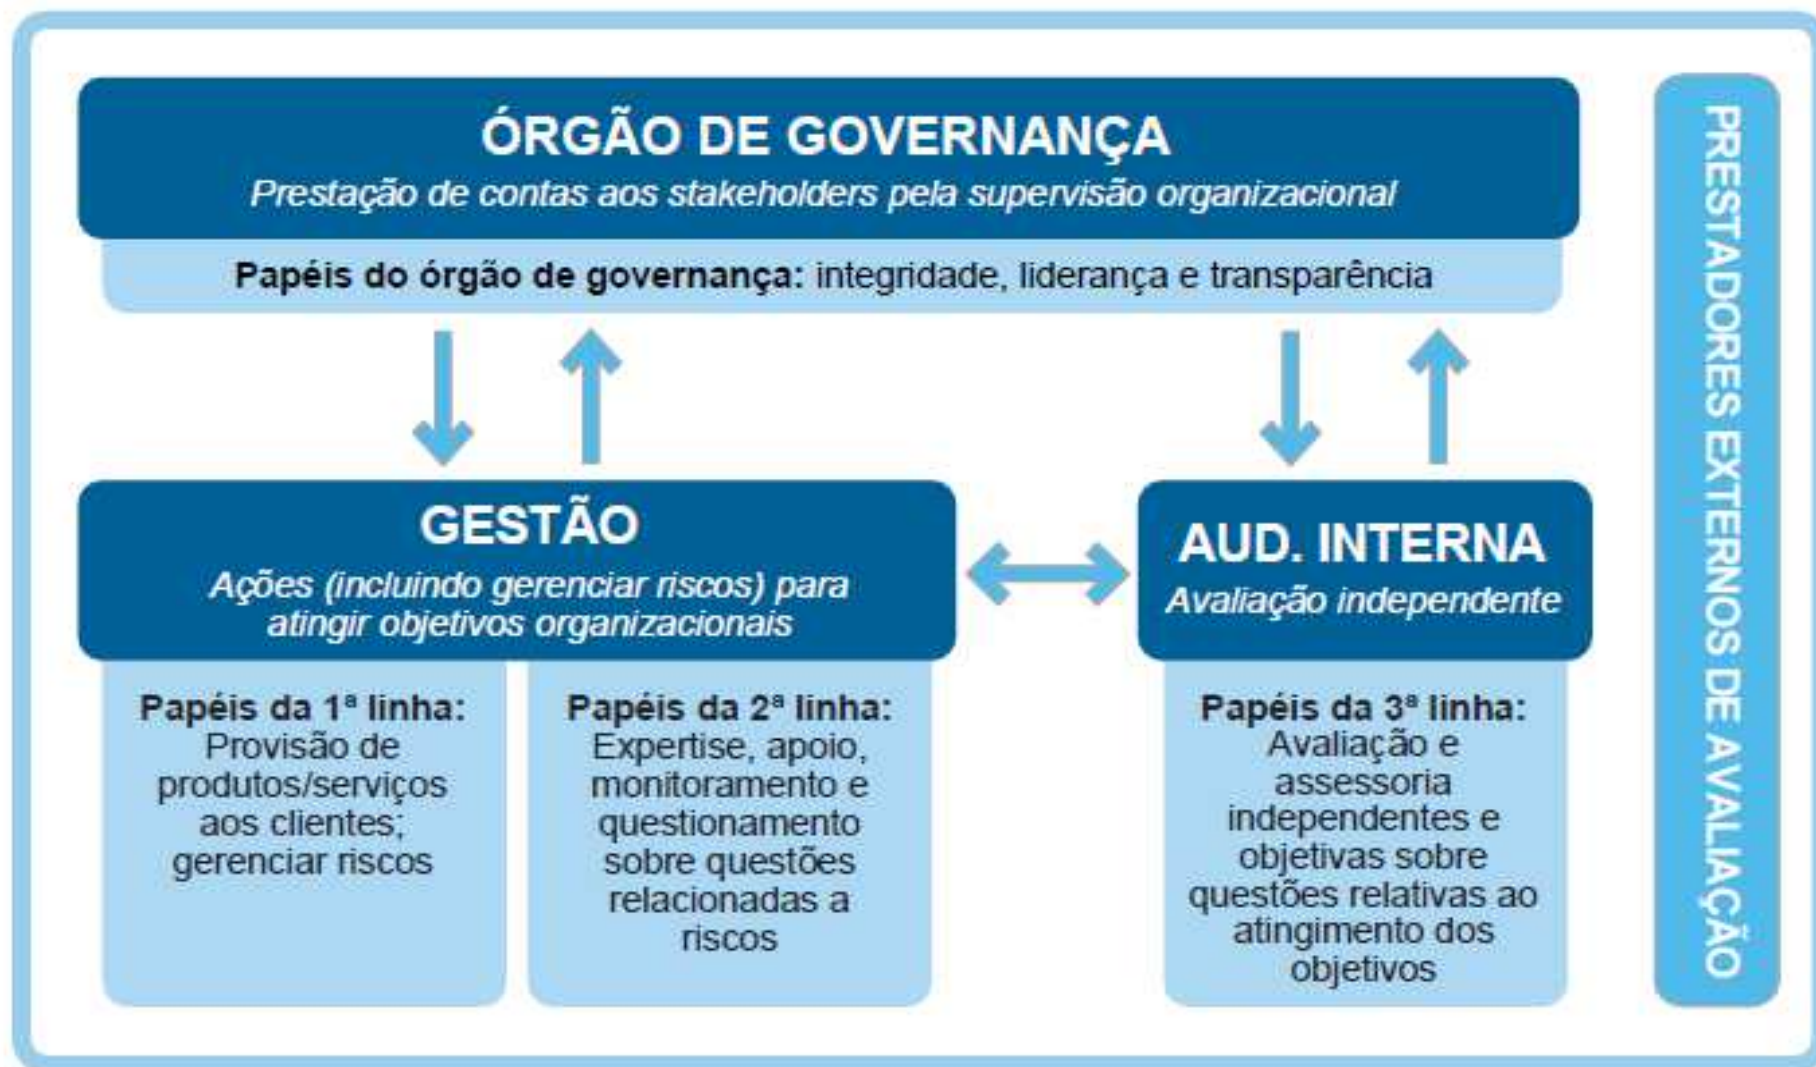 ÓRGÃO DE GOVERNANÇA
Prestação de contas aos stakeholders pela supervisão organizacional
Papéis do órgão de governança: integridade, liderança e transparência
GESTÃO
Ações (incluindo gerenciar riscos) para
atingir objetivos organizacionais
Papéis da 1ª linha:
Provisão de
produtos/serviços
aos clientes;
gerenciar riscos
Papéis da 2ª linha:
Expertise, apoio,
monitoramento e
questionamento
sobre questões
relacionadas a
riscos
AUD. INTERNA
Avaliação independente
Papéis da 3ª linha:
Avaliação e
assessoria
independentes e
objetivas sobre
questões relativas ao
atingimento dos
objetivos
PRESTADORES EXTERNOS DE AVALIAÇÃO